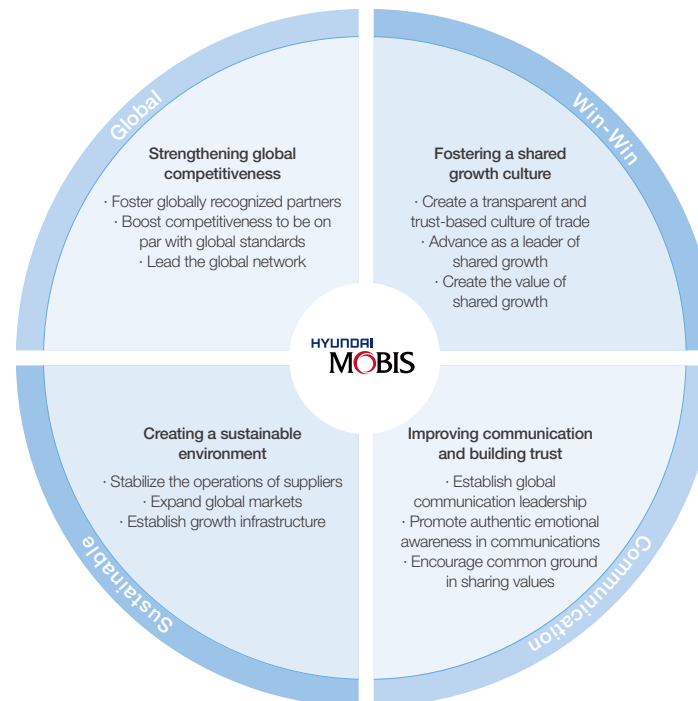 Global
Strengthening global
competitiveness
· Foster globally recognized partners
· Boost competitiveness to be on
par with global standards
· Lead the global network
Win-Win
Fostering a shared
growth culture
· Create a transparent and
trust-based culture of trade
· Advance as a leader of
shared growth
· Create the value of
shared growth
HYUNDAI
MOBIS
Sustainable
Creating a sustainable
environment
· Stabilize the operations of suppliers
· Expand global markets
· Establish growth infrastructure
Communication
Improving communication
and building trust
· Establish global
communication leadership
· Promote authentic emotional
awareness in communications
· Encourage common ground
in sharing values